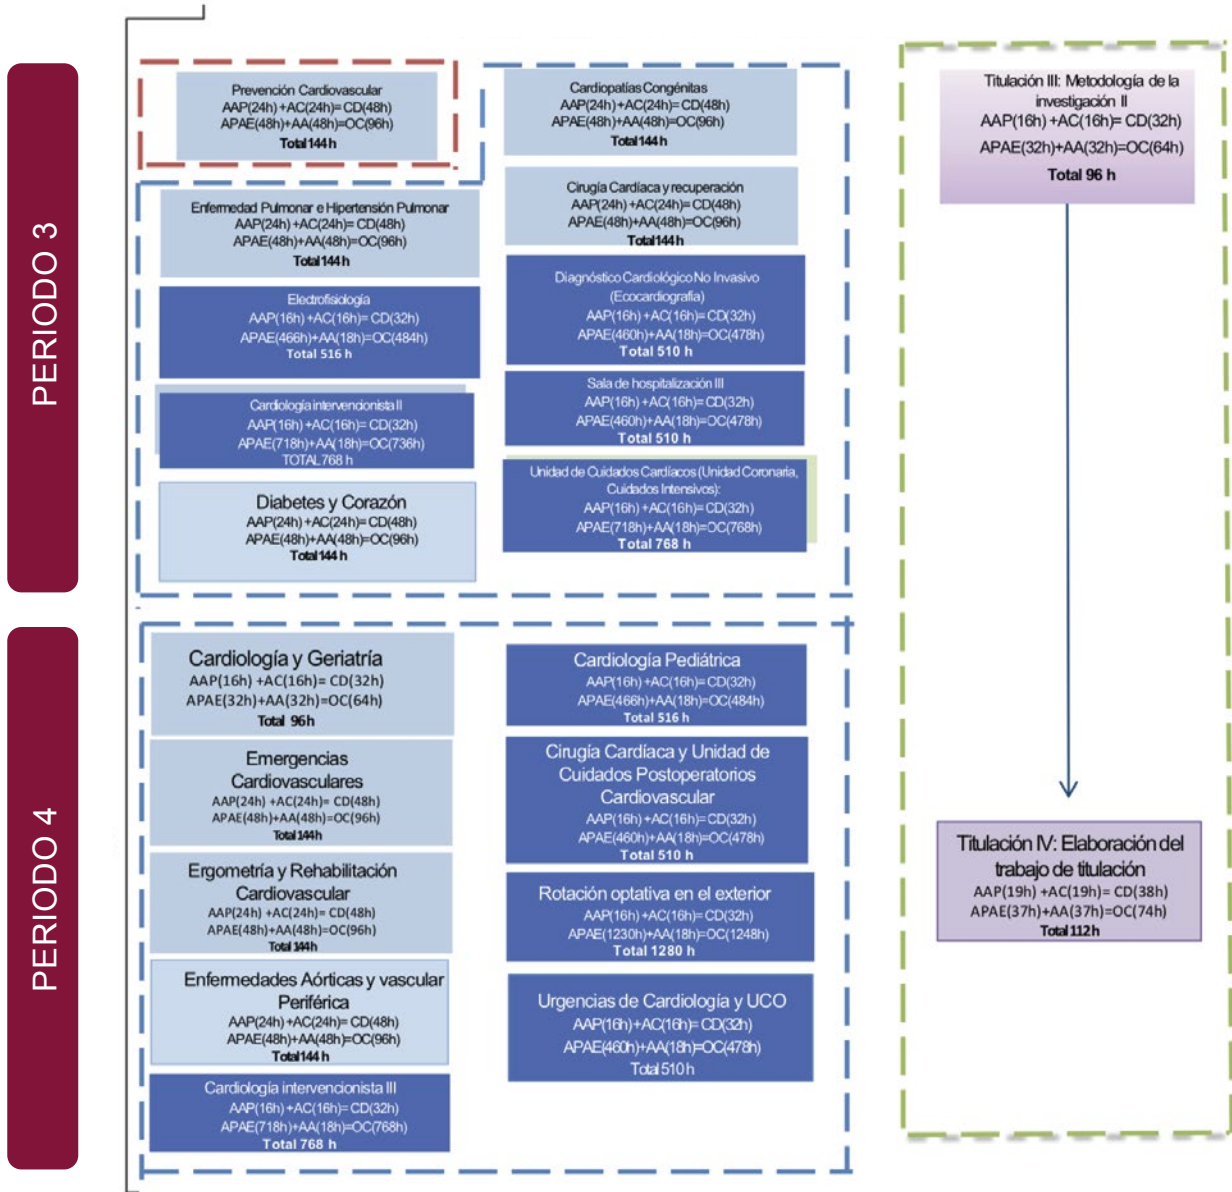 PERIODO 3
Prevención Cardiovascular
AAP(24h) +AC(24h)= CD(48h)
APAE(48h)+AA(48h)=OC(96h)
Total 144 h
Enfermedad Pulmonar e Hipertensión Pulmonar
AAP(24h) +AC(24h)= CD(48h)
APAE(48h)+AA(48h)=OC(96h)
Total 144 h
Electrofisiología
AAP(16h) +AC(16h)= CD(32h)
APAE(466h)+AA(18h)=OC(484h)
Total 516 h
Cardiología intervencionista II
AAP(16h) +AC(16h)= CD(32h)
APAE(718h)+AA(18h)=OC(736h)
TOTAL 768 h
Diabetes y Corazón
AAP(24h) +AC(24h)= CD(48h)
APAE(48h)+AA(48h)=OC(96h)
Total 144 h
Cardiopatías Congénitas
AAP(24h) +AC(24h)= CD(48h)
APAE(48h)+AA(48h)=OC(96h)
Total 144 h
Cirugía Cardíaca y recuperación
AAP(24h) +AC(24h)= CD(48h)
APAE(48h)+AA(48h)=OC(96h)
Total 144 h
Diagnóstico Cardiológico No Invasivo
(Ecocardiografía)
AAP(16h) +AC(16h)= CD(32h)
APAE(460h)+AA(18h)=OC(478h)
Total 510 h
Sala de hospitalización III
AAP(16h) +AC(16h)= CD(32h)
APAE(460h)+AA(18h)=OC(478h)
Total 510 h
Unidad de Cuidados Cardíacos (Unidad Coronaria,
Cuidados Intensivos):
AAP(16h) +AC(16h)= CD(32h)
APAE(718h)+AA(18h)=OC(768h)
Total 768 h
Titulación III: Metodología de la
investigación II
AAP(16h) +AC(16h)= CD(32h)
APAE(32h)+AA(32h)=OC(64h)
Total 96 h
PERIODO 4
Cardiología y Geriatría
AAP(16h) +AC(16h)= CD(32h)
APAE(32h)+AA(32h)=OC(64h)
Total 96 h
Emergencias
Cardiovasculares
AAP(24h) +AC(24h)= CD(48h)
APAE(48h)+AA(48h)=OC(96h)
Total 144 h
Ergometría y Rehabilitación
Cardiovascular
AAP(24h) +AC(24h)= CD(48h)
APAE(48h)+AA(48h)=OC(96h)
Total 144 h
Enfermedades Aórticas y vascular
Periférica
AAP(24h) +AC(24h)= CD(48h)
APAE(48h)+AA(48h)=OC(96h)
Total 144 h
Cardiología intervencionista III
AAP(16h) +AC(16h)= CD(32h)
APAE(718h)+AA(18h)=OC(768h)
Total 768 h
Cardiología Pediátrica
AAP(16h) +AC(16h)= CD(32h)
APAE(466h)+AA(18h)=OC(484h)
Total 516 h
Cirugía Cardíaca y Unidad de
Cuidados Postoperatorios
Cardiovascular
AAP(16h) +AC(16h)= CD(32h)
APAE(460h)+AA(18h)=OC(478h)
Total 510 h
Rotación optativa en el exterior
AAP(16h) +AC(16h)= CD(32h)
APAE(1230h)+AA(18h)=OC(1248h)
Total 1280 h
Urgencias de Cardiología y UCO
AAP(16h) +AC(16h)= CD(32h)
APAE(460h)+AA(18h)=OC(478h)
Total 510 h
Titulación IV: Elaboración del
trabajo de titulación
AAP(19h) +AC(19h)= CD(38h)
APAE(37h)+AA(37h)=OC(74h)
Total 112 h